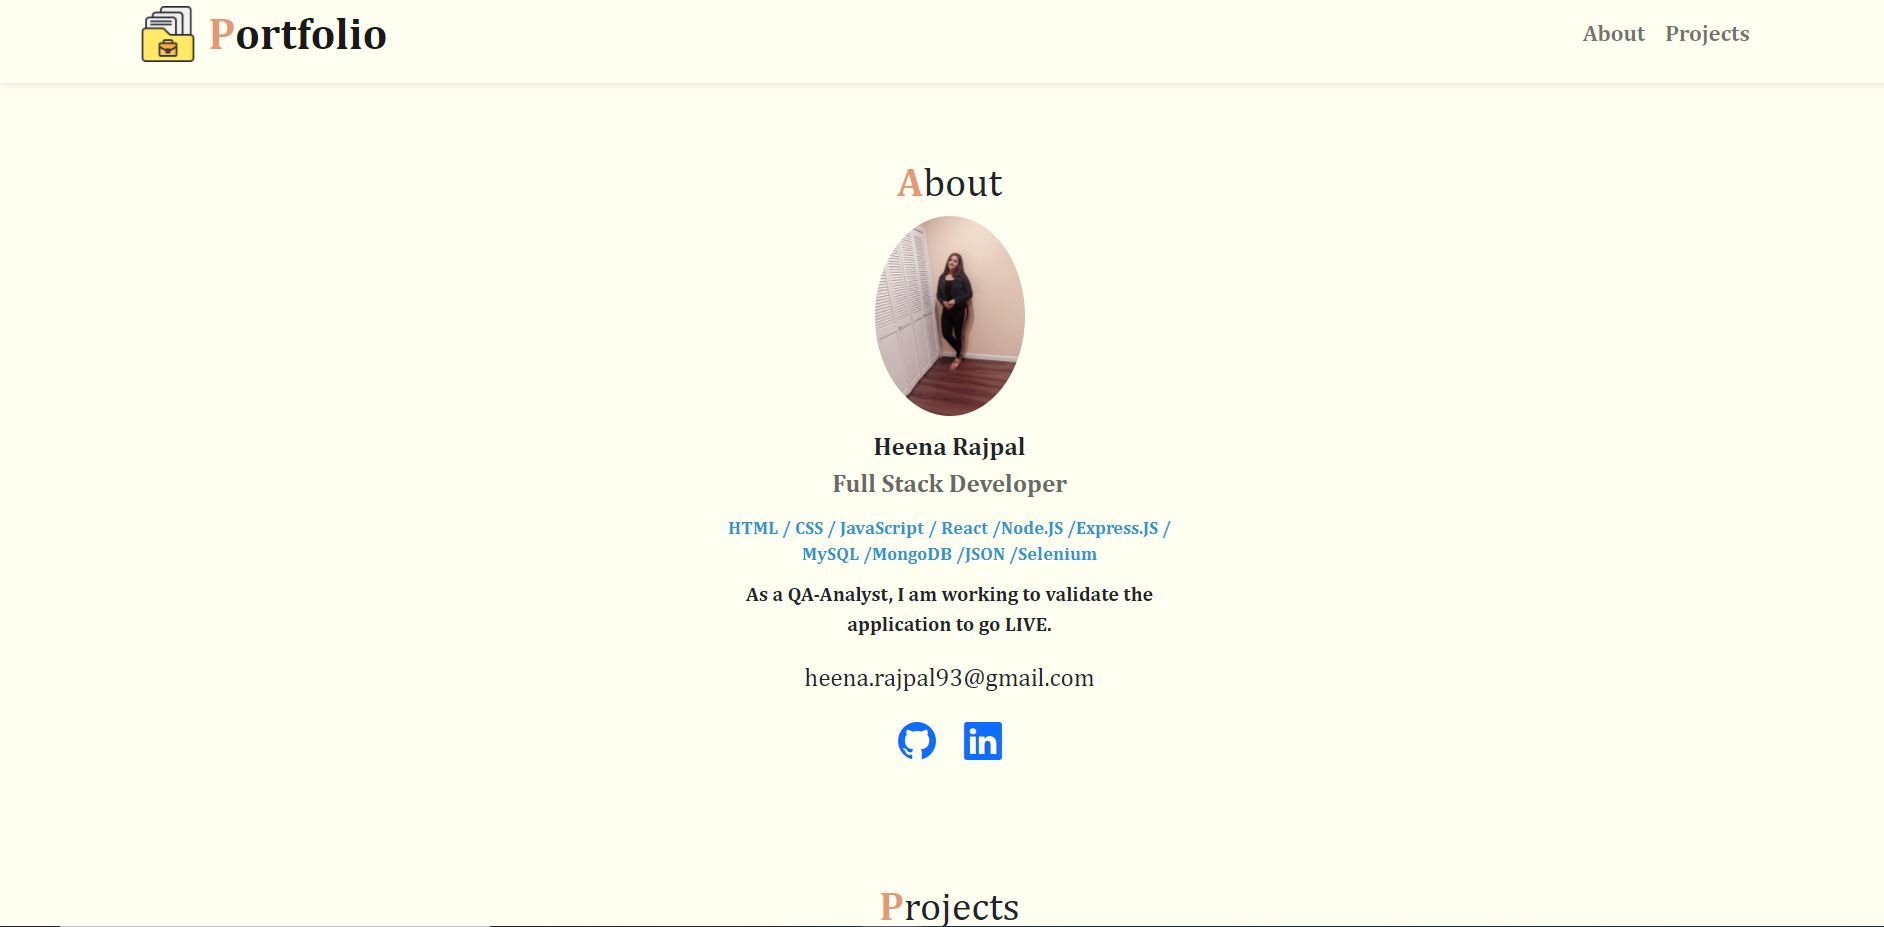 Portfolio
About Projects
About
Heena Rajpal
Full Stack Developer
HTML / CSS / JavaScript / React /Node.JS /Express.JS /
MySQL /MongoDB /JSON /Selenium
As a QA-Analyst, I am working to validate the
application to go LIVE.
heena.rajpal93@gmail.com
in
Projects